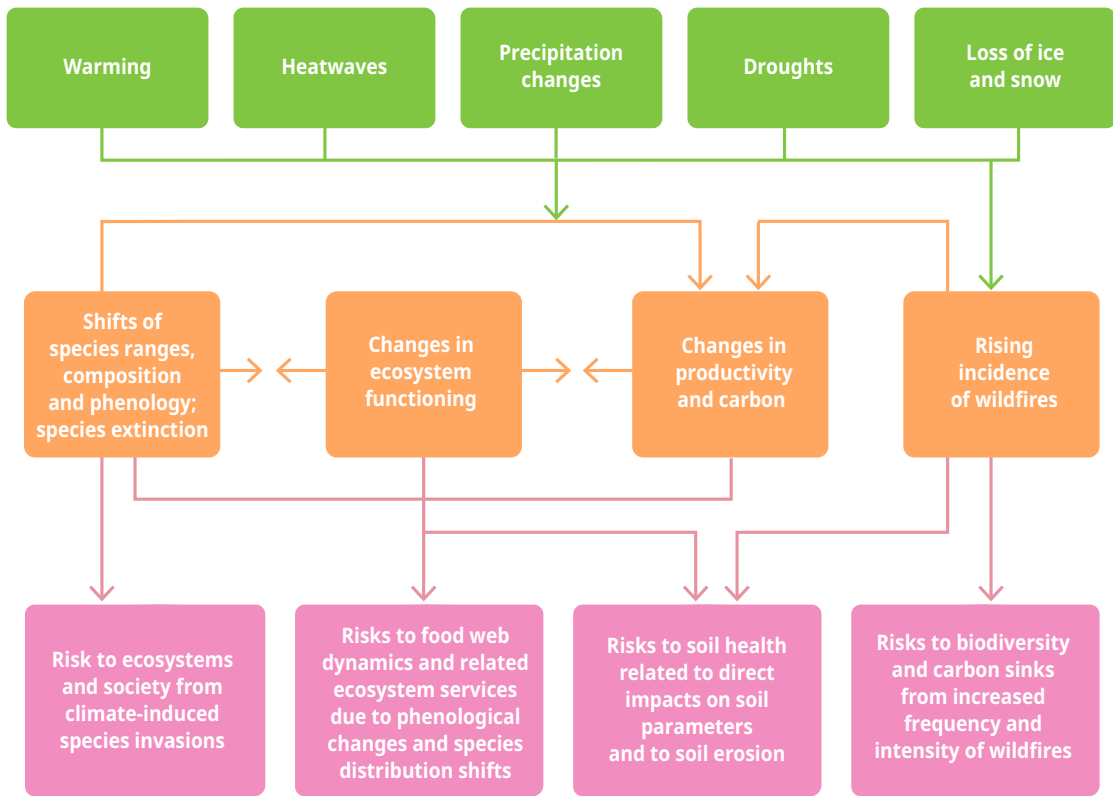 Warming
Heatwaves
Precipitation
changes
Droughts
Loss of ice
and snow
Shifts of
species ranges,
composition
and phenology;
species extinction
Changes in
ecosystem
functioning
Changes in
productivity
and carbon
Rising
incidence
of wildfires
Risk to ecosystems
and society from
climate-induced
species invasions
Risks to food web
dynamics and related
ecosystem services
due to phenological
changes and species
distribution shifts
Risks to soil health
related to direct
impacts on soil
parameters
and to soil erosion
Risks to biodiversity
and carbon sinks
from increased
frequency and
intensity of wildfires